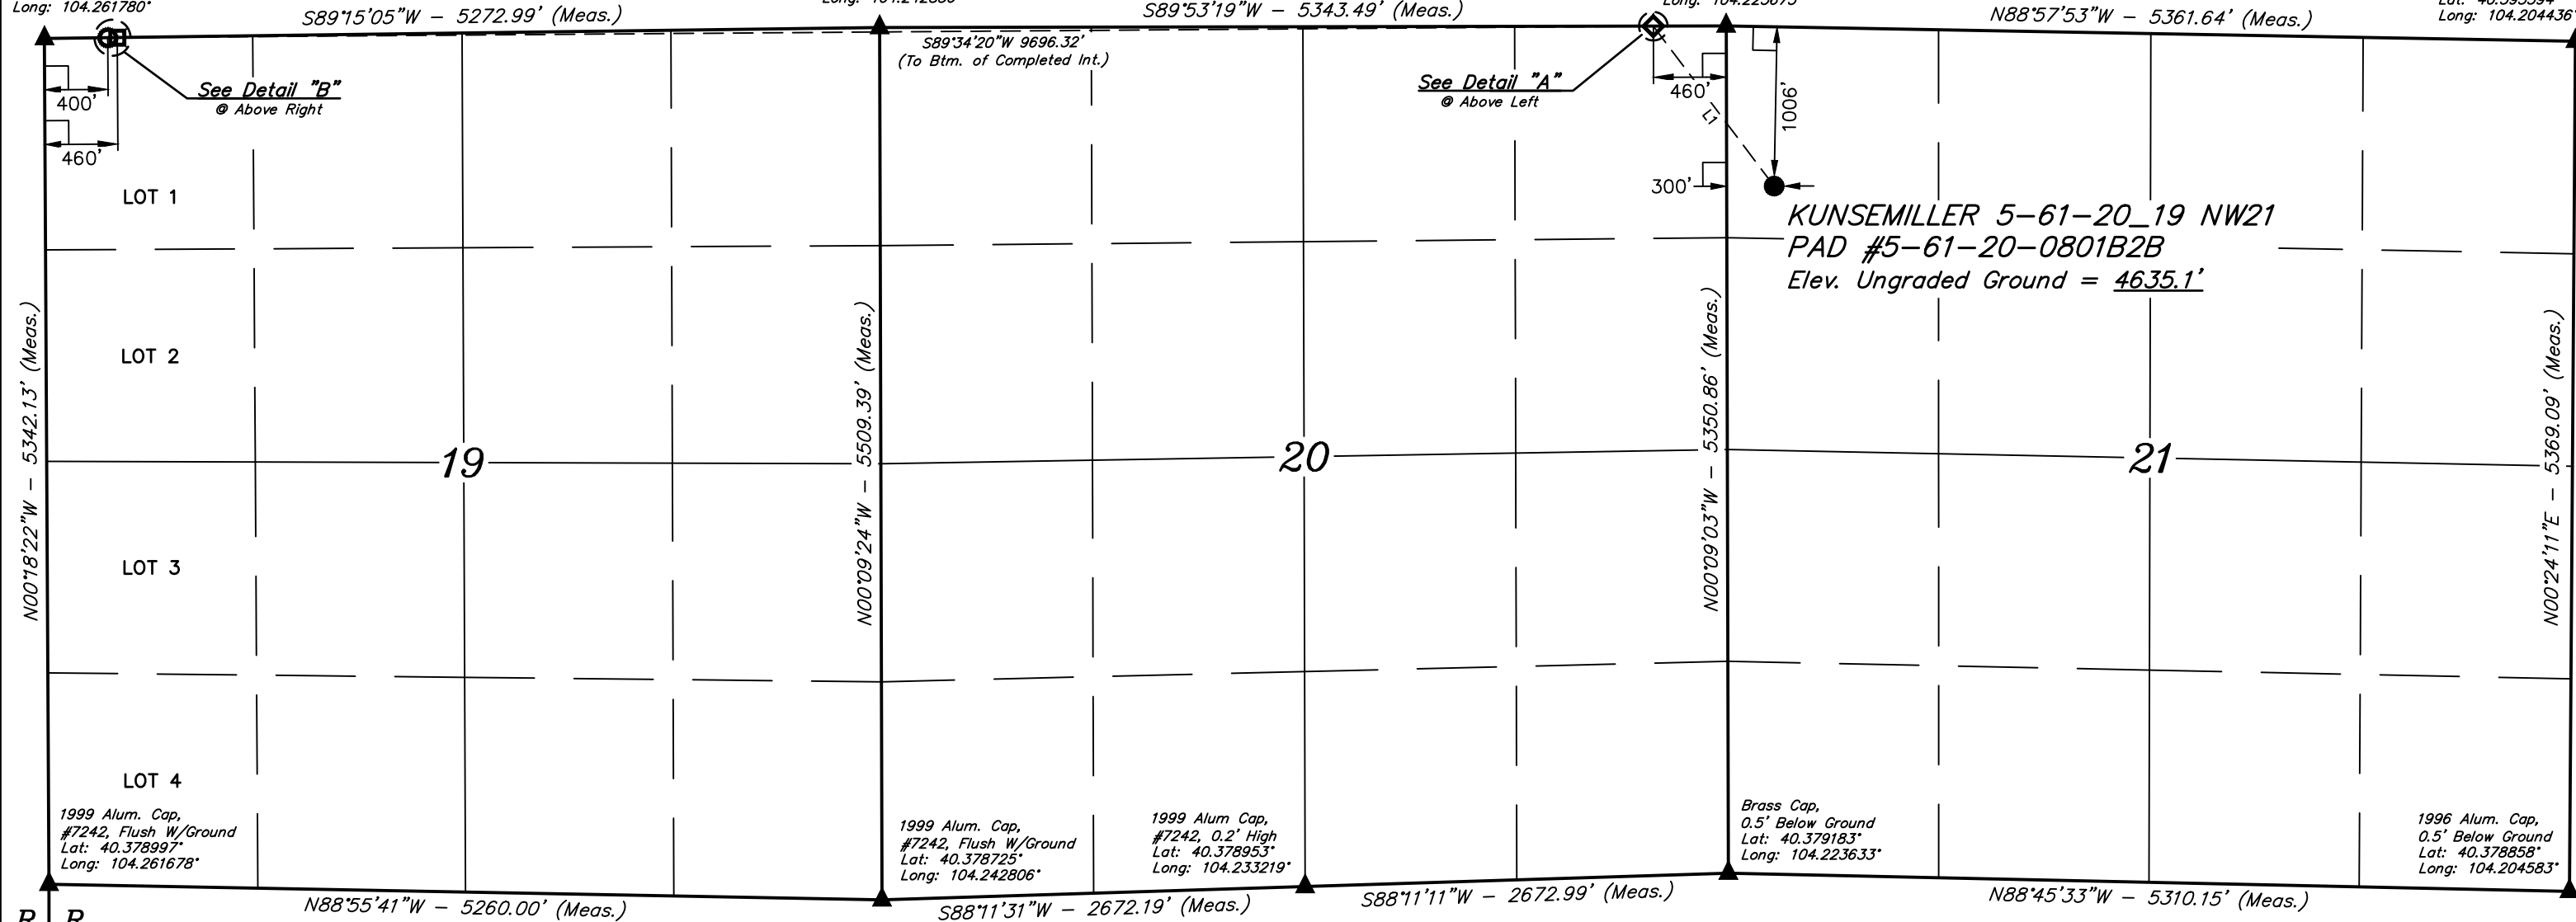 Long: 104.261780°
S89°15'05"W - 5272.99' (Meas.)
S89°53'19"W - 5343.49' (Meas.)
N88°57'53"W - 5361.64' (Meas.)
Long: 104.204436°
S89°34'20"W 9696.32'
(To Btm. of Completed Int.)
See Detail "B"
@ Above Right
See Detail "A"
@ Above Left
400'
460'
460'
L1
1006'
300'
LOT 1
KUNSEMILLER 5-61-20_19 NW21
PAD #5-61-20-0801B2B
Elev. Ungraded Ground = 4635.1'
LOT 2
N00°18'22"W - 5342.13' (Meas.)
N00°09'24"W - 5509.39' (Meas.)
N00°09'03"W - 5350.86' (Meas.)
N00°24'11"E - 5369.09' (Meas.)
19
20
21
LOT 3
LOT 4
1999 Alum. Cap,
#7242, Flush W/Ground
Lat: 40.378997°
Long: 104.261678°
1999 Alum. Cap,
#7242, Flush W/Ground
Lat: 40.378725°
Long: 104.242806°
1999 Alum Cap,
#7242, 0.2' High
Lat: 40.378953°
Long: 104.233219°
Brass Cap,
0.5' Below Ground
Lat: 40.379183°
Long: 104.223633°
1996 Alum. Cap,
0.5' Below Ground
Lat: 40.378858°
Long: 104.204583°
N88°55'41"W - 5260.00' (Meas.)
S88°11'31"W - 2672.19' (Meas.)
S88°11'11"W - 2672.99' (Meas.)
N88°45'33"W - 5310.15' (Meas.)
R R